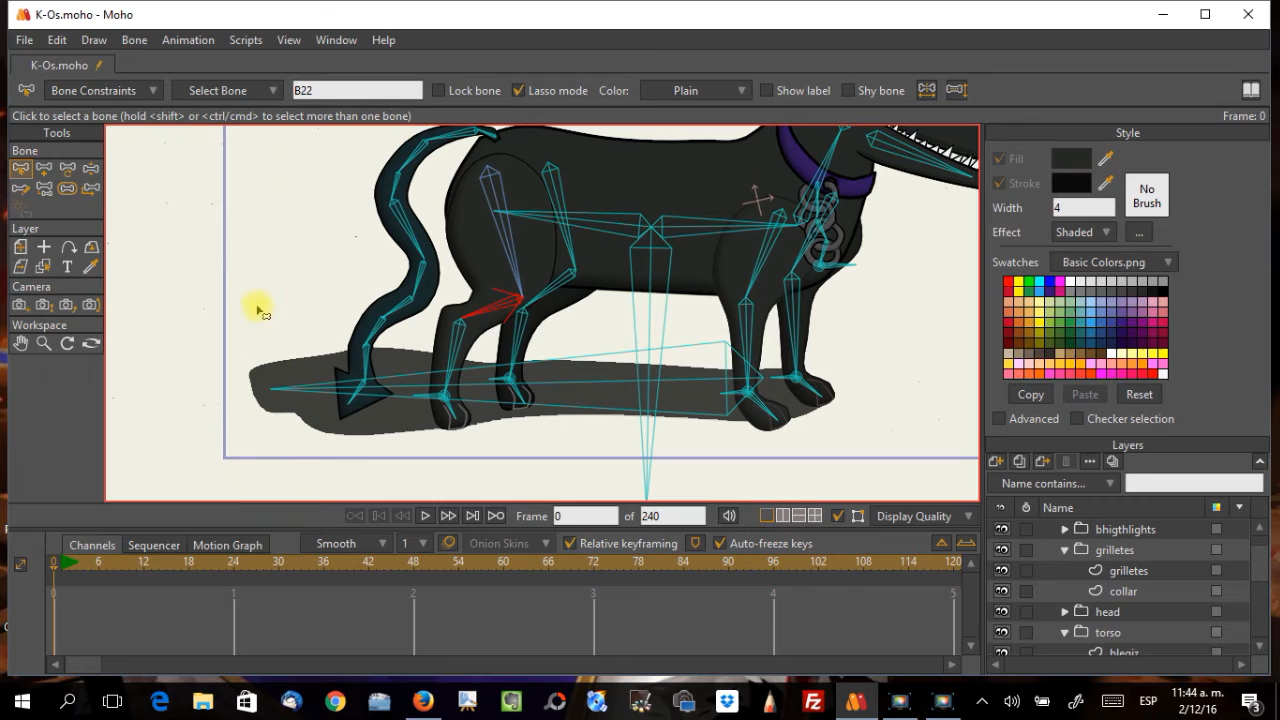 K-Os.moho - Moho
File Edit Draw Bone Animation Scripts View Window Help
K-Os.moho
Bone Constraints Select Bone B22 Lock bone Lasso mode Color: Plain Show label Shy bone
Click to select a bone (hold <shift> or <ctrl/cmd> to select more than one bone) Frame: 0
Tools
Bone
Layer
T
Camera
Workspace
Style
Fill
Stroke
No
Brush
Width 4
Effect Shaded ...
Swatches Basic Colors.png
Copy Paste Reset
Advanced Checker selection
Layers
Name contains...
Name
bhigthlights
grilletes
grilletes
collar
head
torso
blegiz
Frame 0 of 240 Display Quality
Channels Sequencer Motion Graph Smooth 1 Onion Skins Relative keyframing Auto-freeze keys
0 6 12 18 24 30 36 42 48 54 60 66 72 78 84 90 96 102 108 114 120
0 1 2 3 4 5
ESP
11:44 a. m.
2/12/16
3